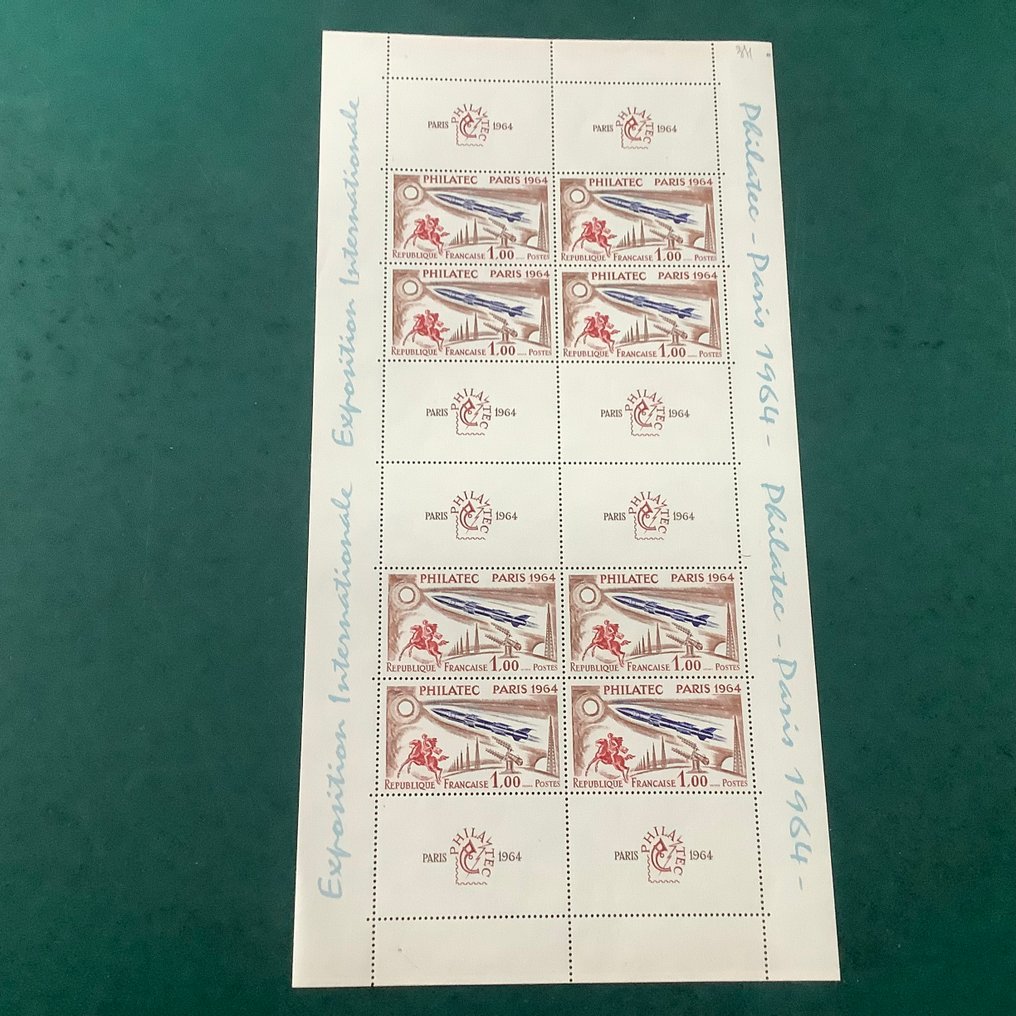 PARIS PHILATEC 1964 PARIS PHILATEC 1964
PHILATEC PARIS 1964 PHILATEC PARIS 1964
REPUBLIQUE FRANCAISE 1,00 POSTES REPUBLIQUE FRANCAISE 1,00 POSTES
PHILATEC PARIS 1964 PHILATEC PARIS 1964
REPUBLIQUE FRANCAISE 1,00 POSTES REPUBLIQUE FRANCAISE 1,00 POSTES
PARIS PHILATEC 1964 PARIS PHILATEC 1964
PARIS PHILATEC 1964 PARIS PHILATEC 1964
PHILATEC PARIS 1964 PHILATEC PARIS 1964
REPUBLIQUE FRANCAISE 1,00 POSTES REPUBLIQUE FRANCAISE 1,00 POSTES
PHILATEC PARIS 1964 PHILATEC PARIS 1964
REPUBLIQUE FRANCAISE 1,00 POSTES REPUBLIQUE FRANCAISE 1,00 POSTES
PARIS PHILATEC 1964 PARIS PHILATEC 1964
Exposition Internationale Exposition Internationale
Philatec - Paris 1964 - Philatec - Paris 1964 -